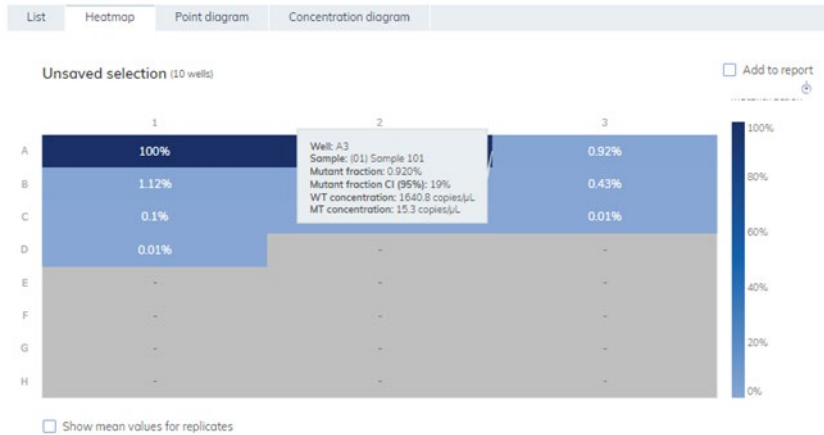 List Heatmap Point diagram Concentration diagram
Unsaved selection (10 wells)
Add to report
1 2 3
A 100% 0.92%
Well: A3
Sample: (01) Sample 101
Mutant fraction: 0.920%
Mutant fraction CI (95%): 19%
WT concentration: 1640.8 copies/µL
MT concentration: 15.3 copies/µL
B 1.12% 0.43%
C 0.1% 0.01%
D 0.01% - -
E - - -
F - - -
G - - -
H - - -
100%
80%
60%
40%
20%
0%
Show mean values for replicates